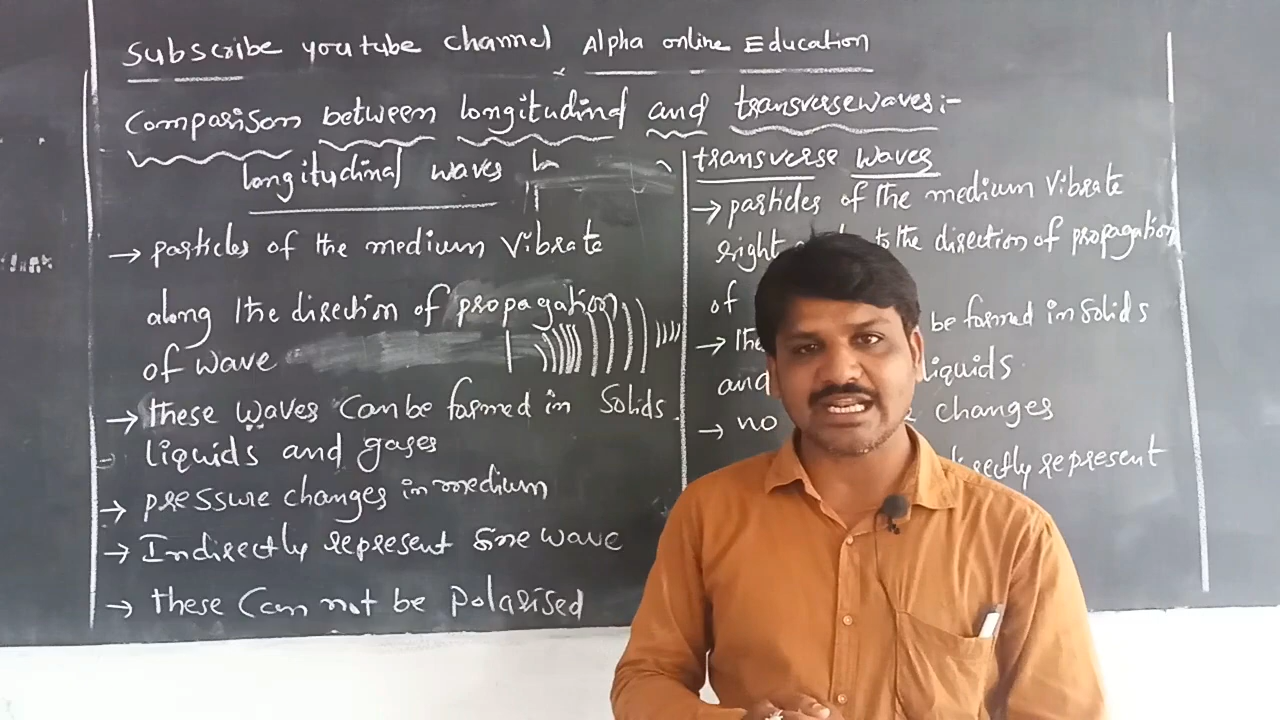 Subscribe youtube channel Alpha online Education
Comparison between longitudinal and transversewaves:-
longitudinal waves
→ particles of the medium vibrate
along the direction of propagation
of wave
→ these waves Can be formed in Solids
liquids and gases
→ pressure changes in medium
→ Indirectly represent Sine wave
→ these Can not be polarised
transverse waves
→ particles of the medium vibrate
right to the direction of propagation
of
→ be formed in solids
and liquids
→ no changes
represent